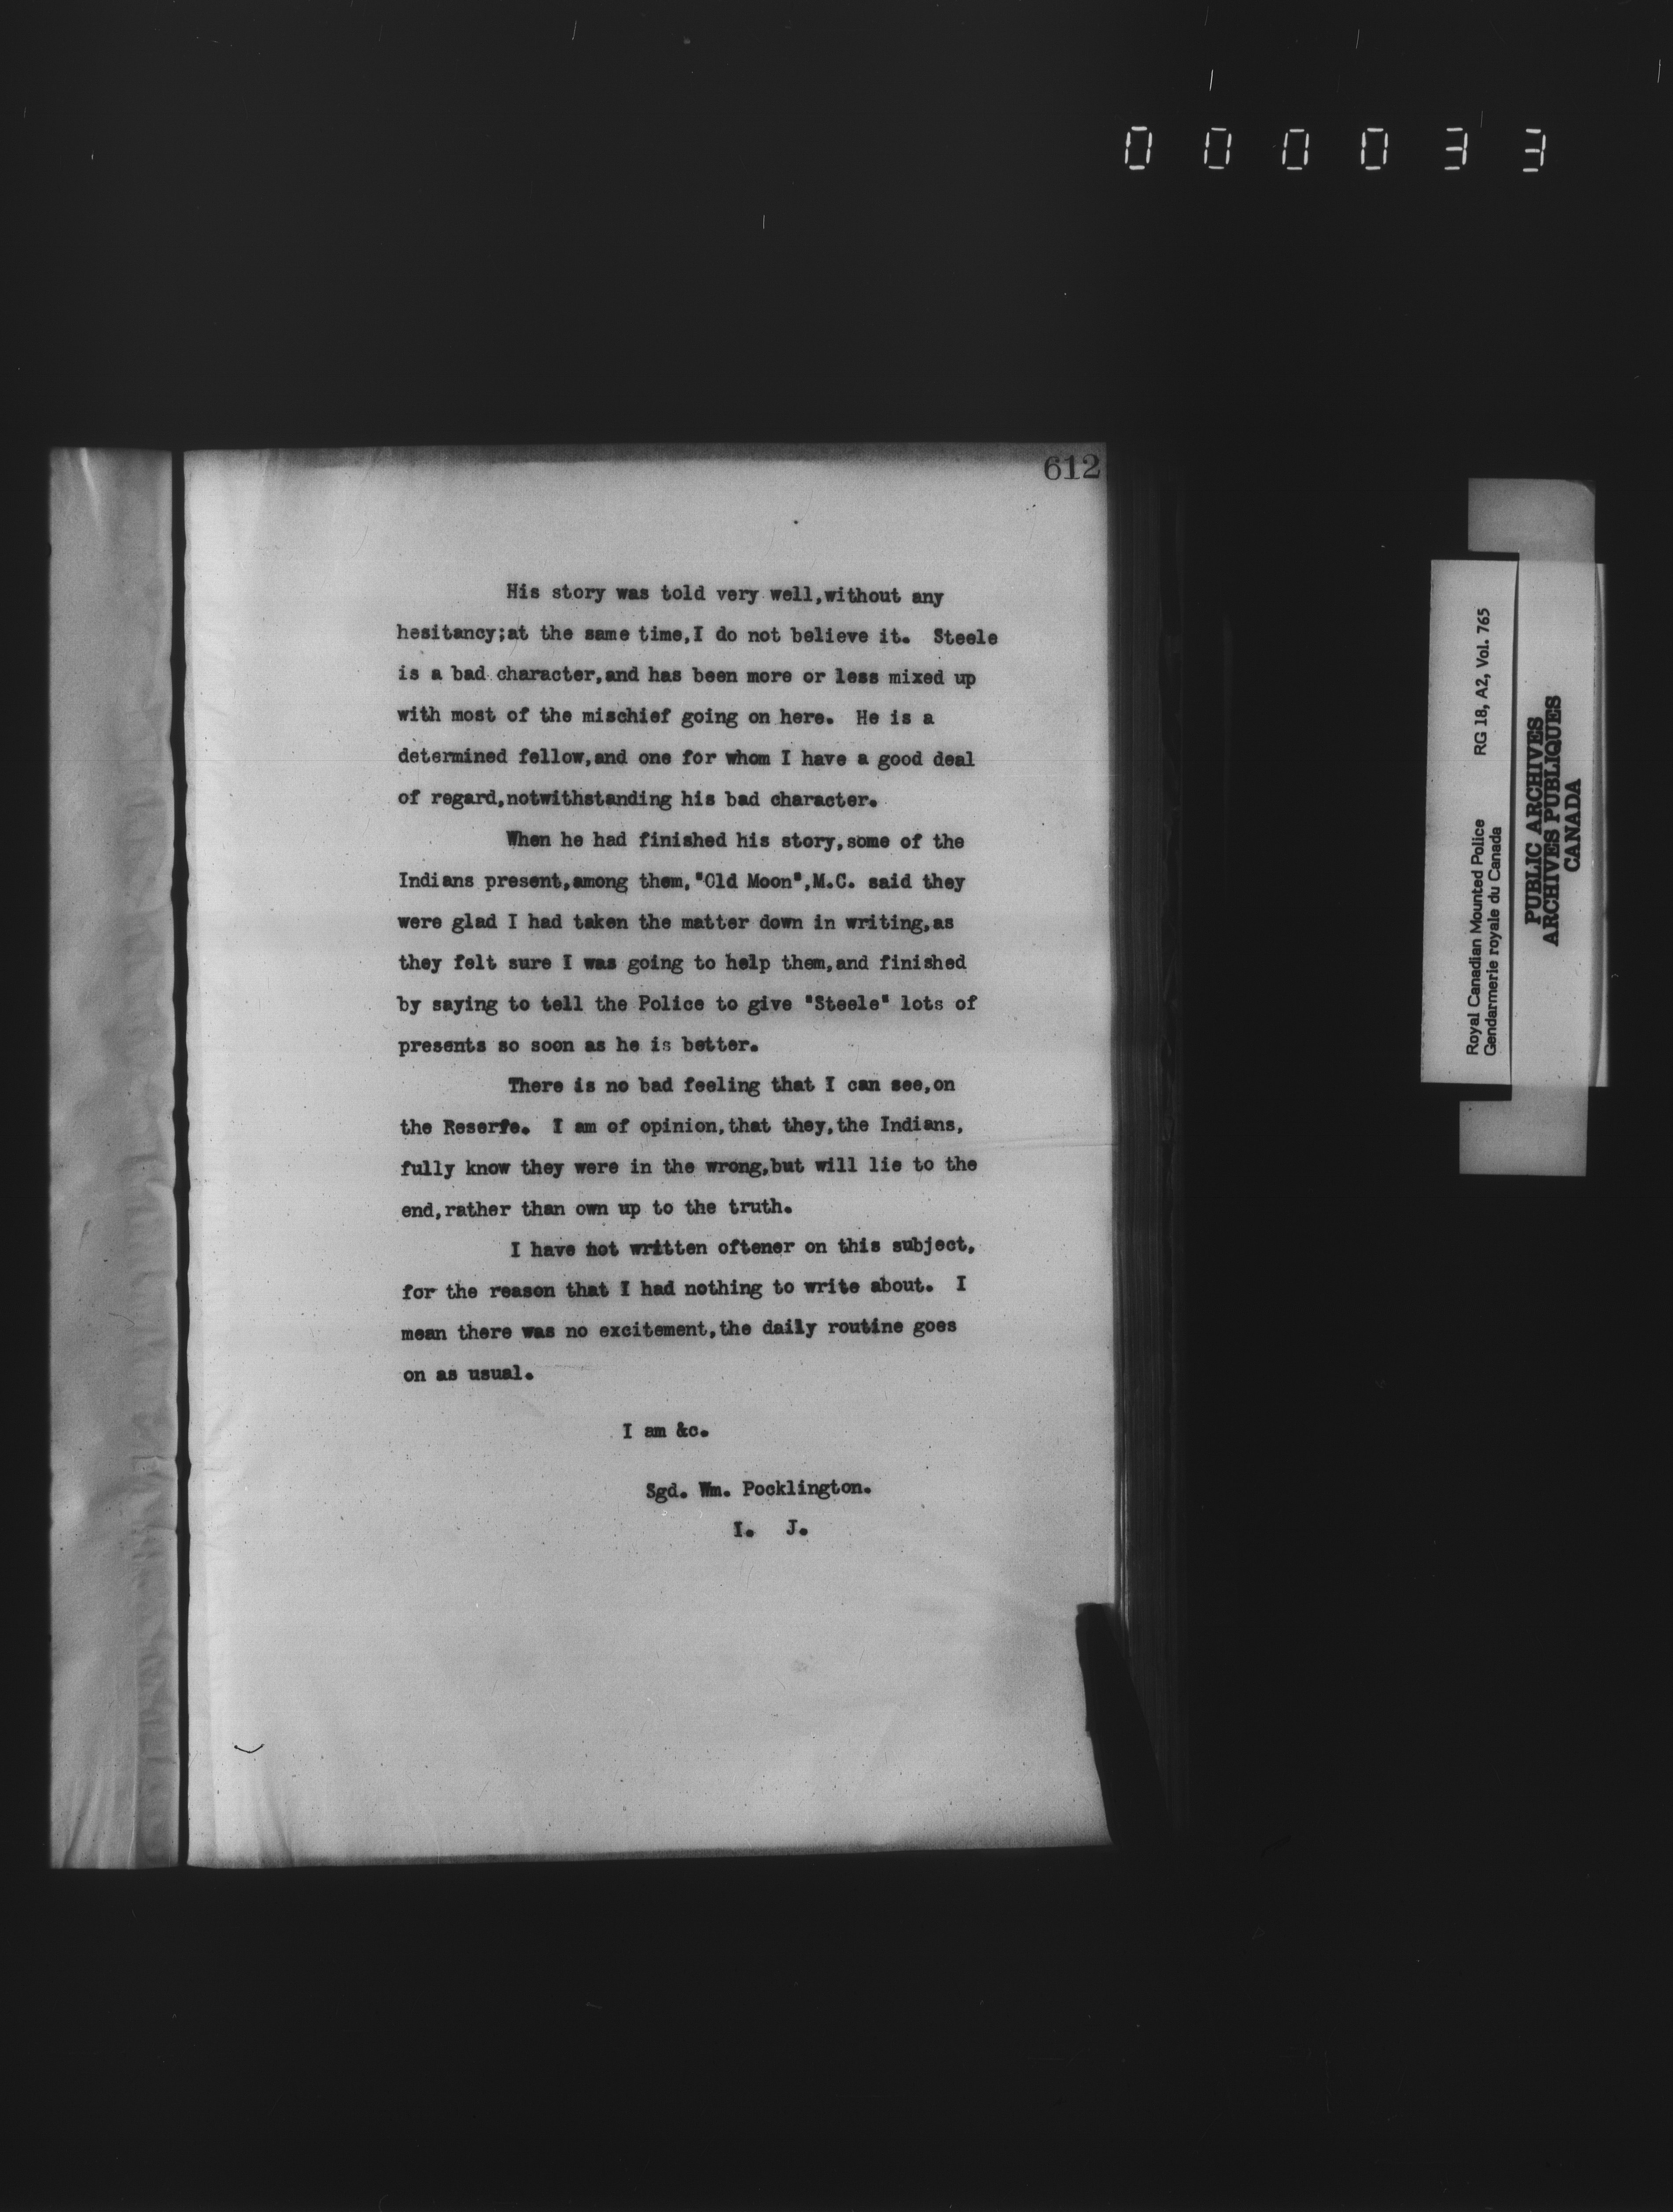 000033
612
His story was told very well,without any
hesitancy;at the same time,I do not believe it. Steele
is a bad character,and has been more or less mixed up
with most of the mischief going on here. He is a
determined fellow,and one for whom I have a good deal
of regard,notwithstanding his bad character.
When he had finished his story,some of the
Indians present,among them,"Old Moon",M.C. said they
were glad I had taken the matter down in writing,as
they felt sure I was going to help them,and finished
by saying to tell the Police to give "Steele" lots of
presents so soon as he is better.
There is no bad feeling that I can see,on
the Reserfe. I am of opinion,that they,the Indians,
fully know they were in the wrong,but will lie to the
end,rather than own up to the truth.
I have not written oftener on this subject,
for the reason that I had nothing to write about. I
mean there was no excitement,the daily routine goes
on as usual.
I am &c.
Sgd. Wm. Pocklington.
I. J.
Royal Canadian Mounted Police RG 18, A2, Vol. 765
Gendarmerie royale du Canada
PUBLIC ARCHIVES
ARCHIVES PUBLIQUES
CANADA